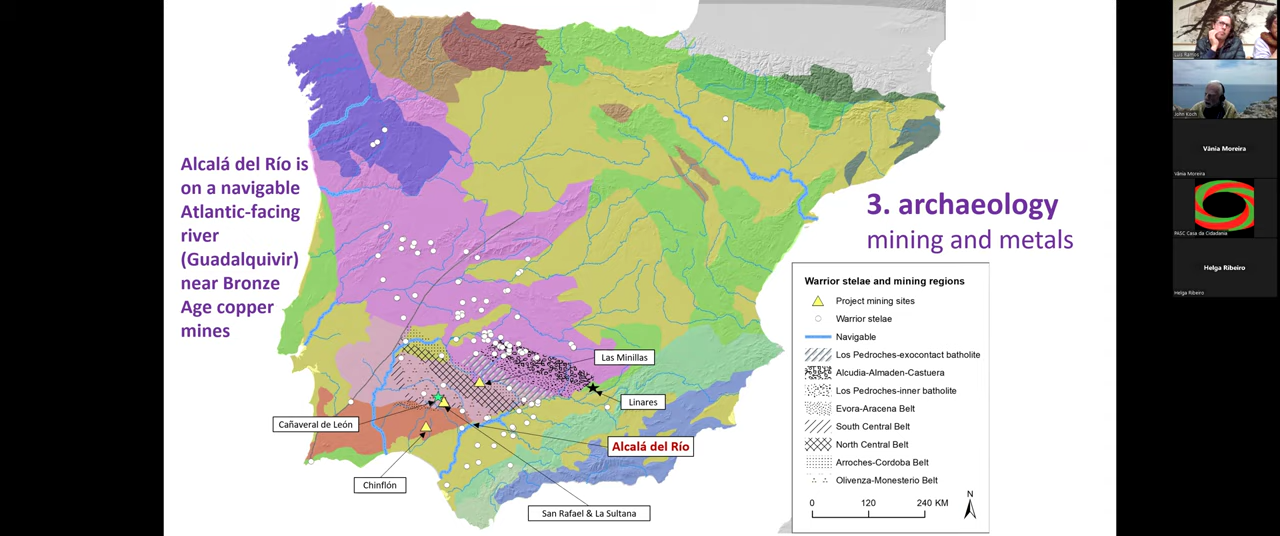 Alcalá del Río is
on a navigable
Atlantic-facing
river
(Guadalquivir)
near Bronze
Age copper
mines
3. archaeology
mining and metals
Warrior stelae and mining regions
Project mining sites
Warrior stelae
Navigable
Los Pedroches-exocontact batholite
Alcudia-Almaden-Castuera
Los Pedroches-inner batholite
Evora-Aracena Belt
South Central Belt
North Central Belt
Arroches-Cordoba Belt
Olivenza-Monesterio Belt
0 120 240 KM
N
Las Minillas
Linares
Cañaveral de León
Alcalá del Río
Chinflón
San Rafael & La Sultana
John Koch
Vânia Moreira
Vânia Moreira
PASC Casa da Cidadania
Helga Ribeiro
Helga Ribeiro